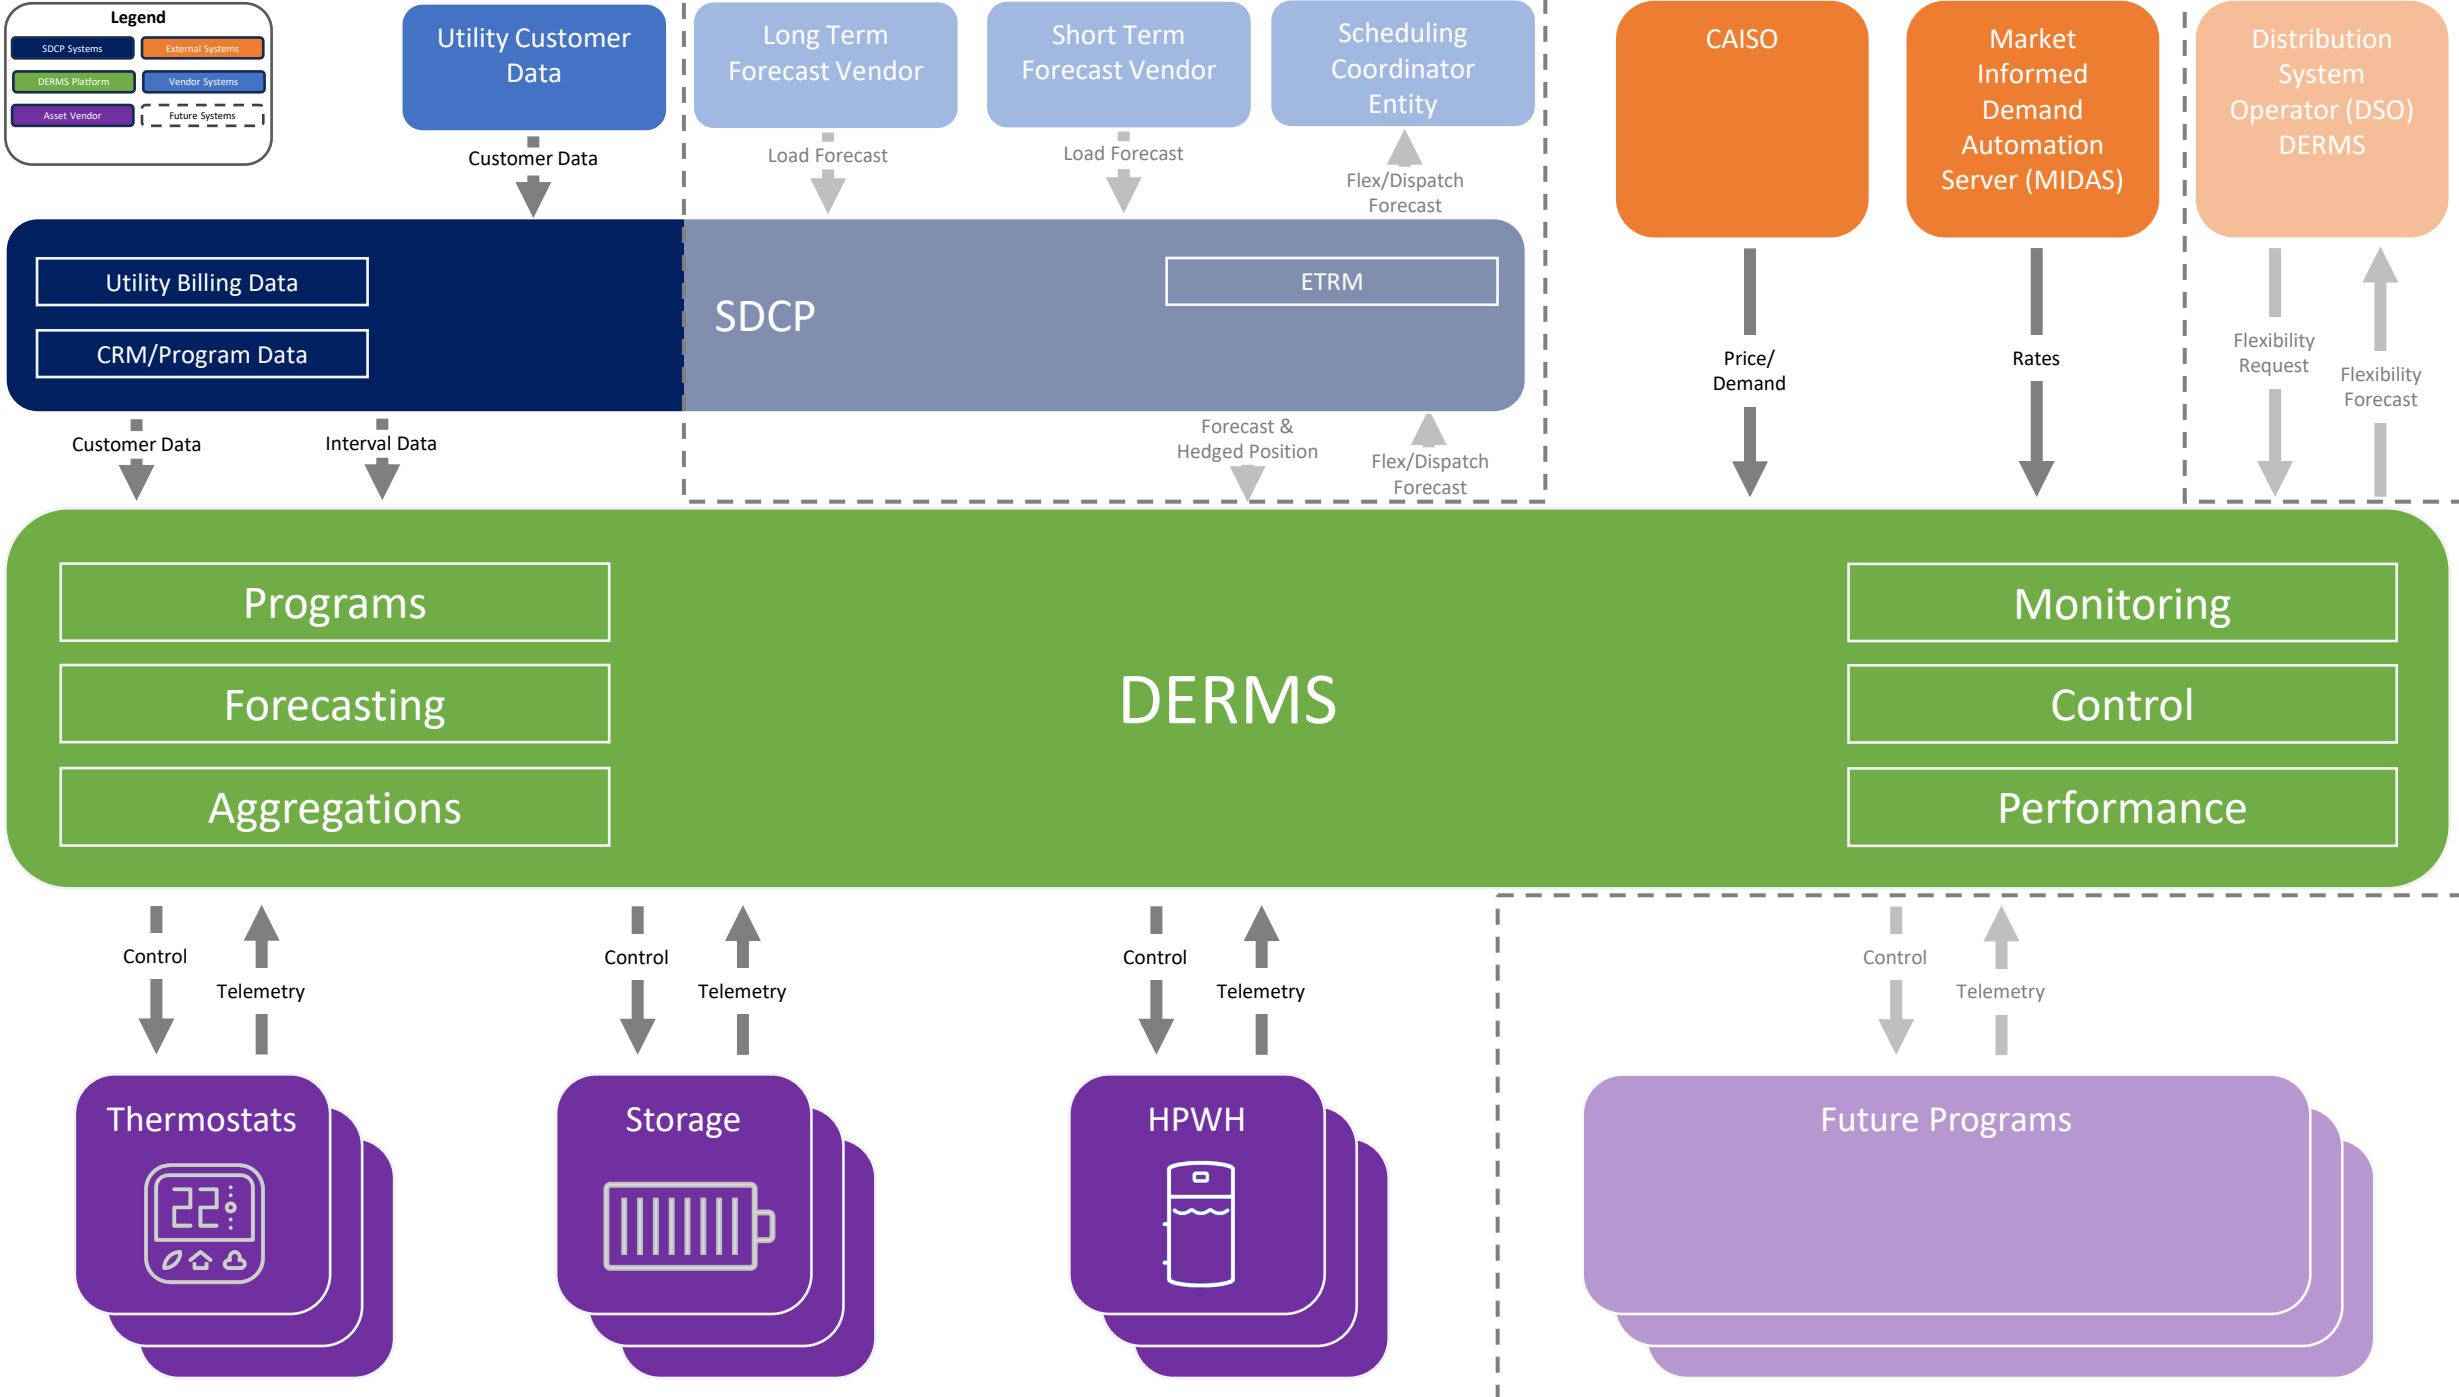 Legend
SDCP Systems
External Systems
DERMS Platform
Vendor Systems
Asset Vendor
Future Systems
Utility Customer
Data
Long Term
Forecast Vendor
Short Term
Forecast Vendor
Scheduling
Coordinator
Entity
CAISO
Market
Informed
Demand
Automation
Server (MIDAS)
Distribution
System
Operator (DSO)
DERMS
Customer Data
Load Forecast
Load Forecast
Flex/Dispatch
Forecast
Utility Billing Data
CRM/Program Data
SDCP
ETRM
Price/
Demand
Rates
Flexibility
Request
Flexibility
Forecast
Customer Data
Interval Data
Forecast &
Hedged Position
Flex/Dispatch
Forecast
Programs
Forecasting
Aggregations
DERMS
Monitoring
Control
Performance
Control
Telemetry
Control
Telemetry
Control
Telemetry
Control
Telemetry
Thermostats
22
Storage
HPWH
Future Programs